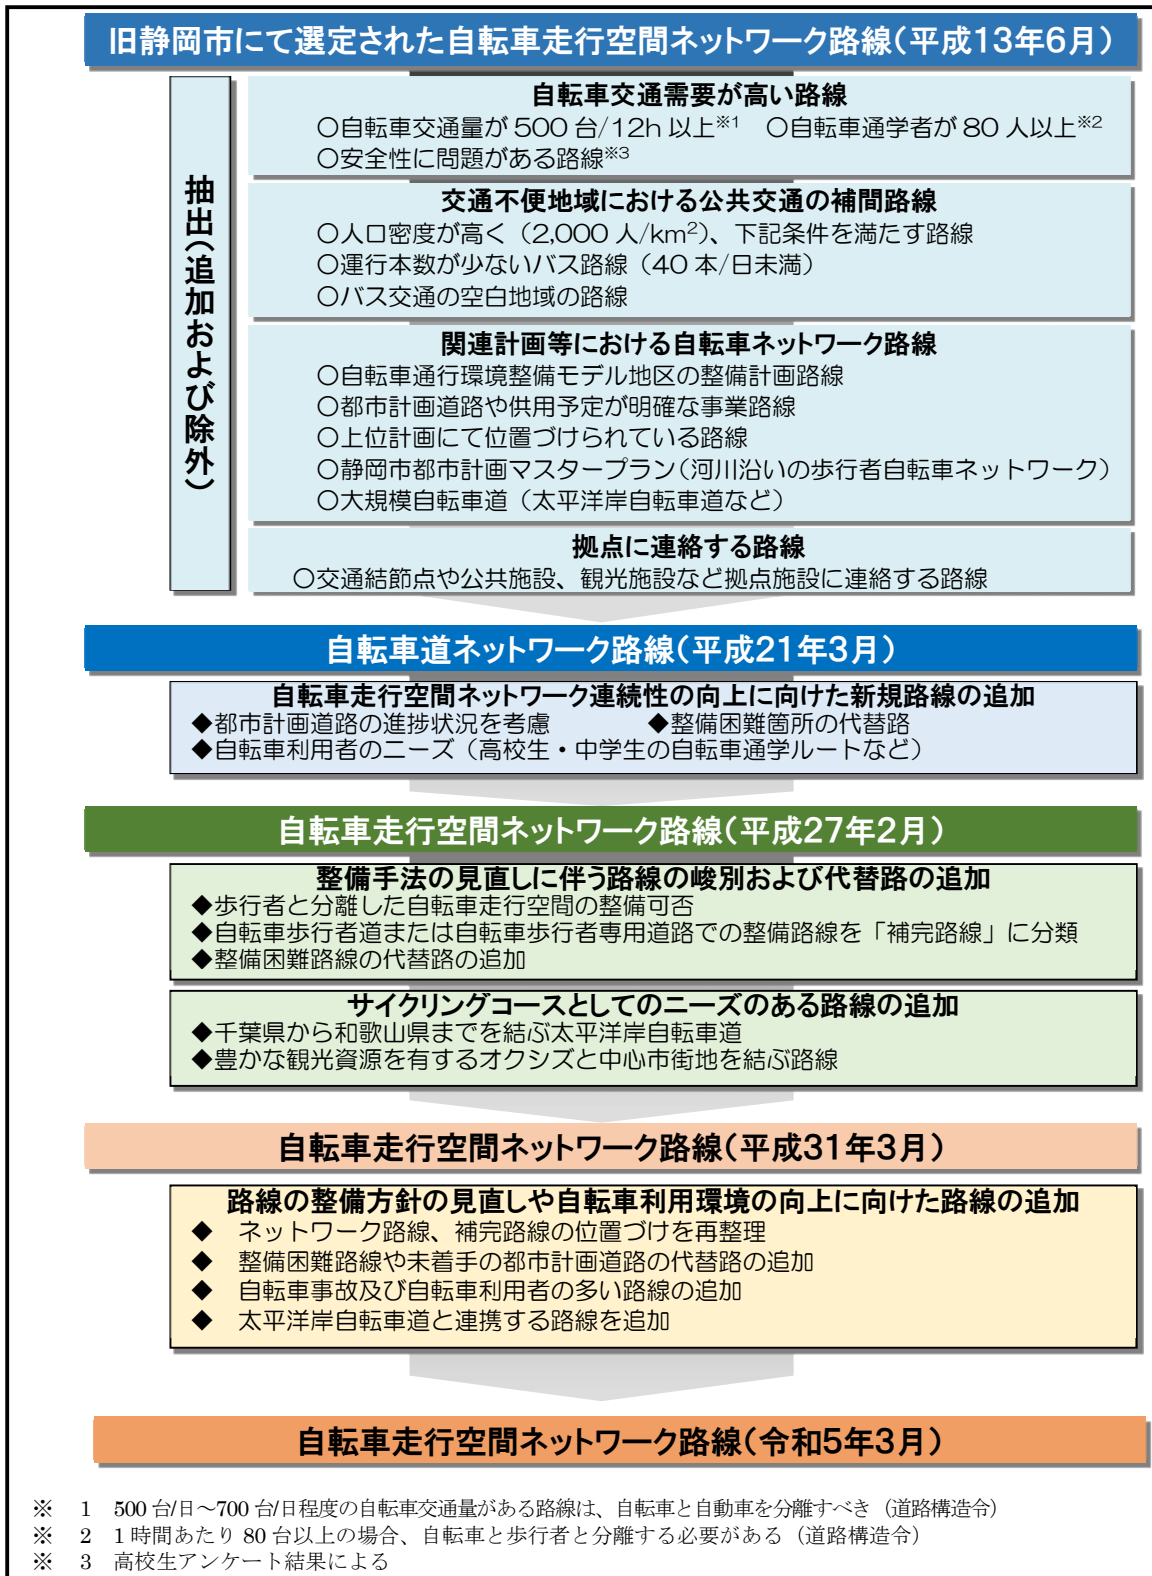 旧静岡市にて選定された自転車走行空間ネットワーク路線(平成13年6月)
抽出(追加および除外)
自転車交通需要が高い路線
○自転車交通量が500台/12h以上※1 ○自転車通学者が80人以上※2
○安全性に問題がある路線※3
交通不便地域における公共交通の補間路線
○人口密度が高く（2,000人/km2）、下記条件を満たす路線
○運行本数が少ないバス路線（40本/日未満）
○バス交通の空白地域の路線
関連計画等における自転車ネットワーク路線
○自転車通行環境整備モデル地区の整備計画路線
○都市計画道路や供用予定が明確な事業路線
○上位計画にて位置づけられている路線
○静岡市都市計画マスタープラン(河川沿いの歩行者自転車ネットワーク)
○大規模自転車道（太平洋岸自転車道など）
拠点に連絡する路線
○交通結節点や公共施設、観光施設など拠点施設に連絡する路線
自転車道ネットワーク路線(平成21年3月)
自転車走行空間ネットワーク連続性の向上に向けた新規路線の追加
◆都市計画道路の進捗状況を考慮 ◆整備困難箇所の代替路
◆自転車利用者のニーズ（高校生・中学生の自転車通学ルートなど）
自転車走行空間ネットワーク路線(平成27年2月)
整備手法の見直しに伴う路線の峻別および代替路の追加
◆歩行者と分離した自転車走行空間の整備可否
◆自転車歩行者道または自転車歩行者専用道路での整備路線を「補完路線」に分類
◆整備困難路線の代替路の追加
サイクリングコースとしてのニーズのある路線の追加
◆千葉県から和歌山県までを結ぶ太平洋岸自転車道
◆豊かな観光資源を有するオクシズと中心市街地を結ぶ路線
自転車走行空間ネットワーク路線(平成31年3月)
路線の整備方針の見直しや自転車利用環境の向上に向けた路線の追加
◆ ネットワーク路線、補完路線の位置づけを再整理
◆ 整備困難路線や未着手の都市計画道路の代替路の追加
◆ 自転車事故及び自転車利用者の多い路線の追加
◆ 太平洋岸自転車道と連携する路線を追加
自転車走行空間ネットワーク路線(令和5年3月)
※ 1 500台/日～700台/日程度の自転車交通量がある路線は、自転車と自動車を分離すべき（道路構造令）
※ 2 1時間あたり80台以上の場合、自転車と歩行者と分離する必要がある（道路構造令）
※ 3 高校生アンケート結果による